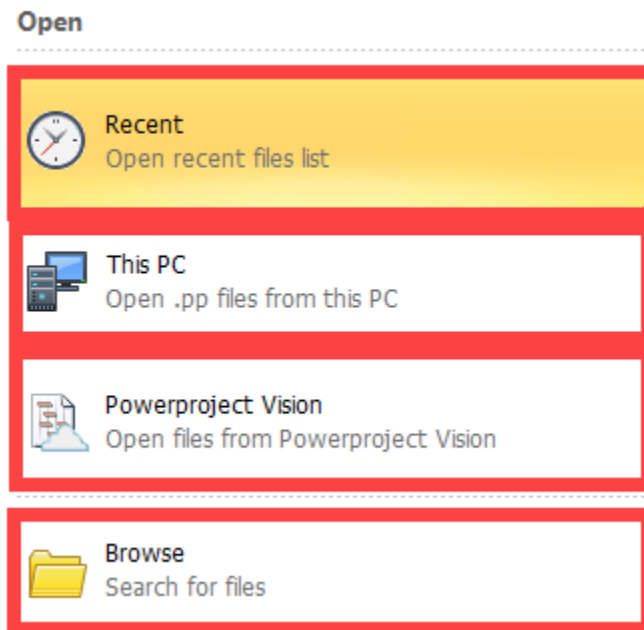 Open
Recent
Open recent files list
This PC
Open .pp files from this PC
Powerproject Vision
Open files from Powerproject Vision
Browse
Search for files